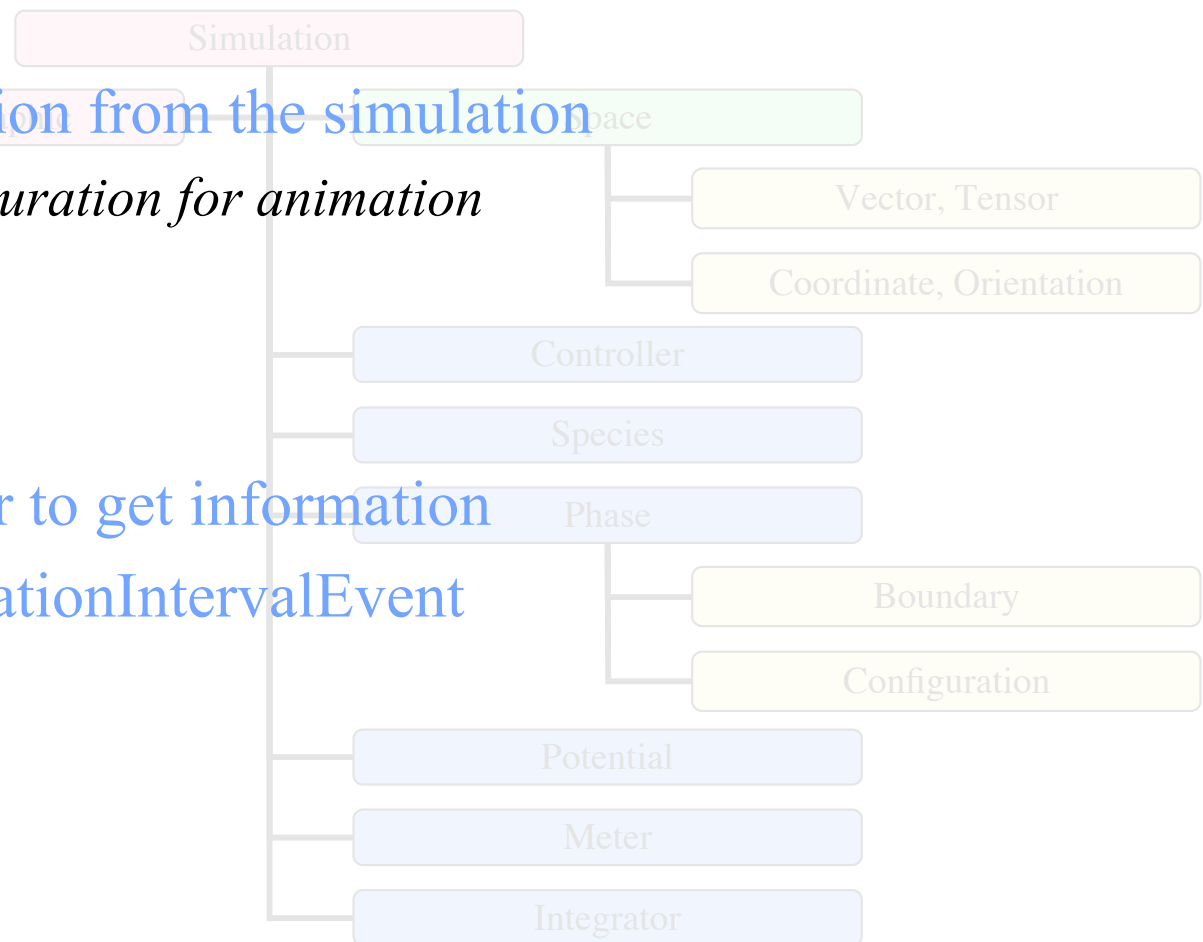 Simulation
ion from the simulation
Space
uration for animation
Vector, Tensor
Coordinate, Orientation
Controller
Species
r to get information
Phase
ationIntervalEvent
Boundary
Configuration
Potential
Meter
Integrator